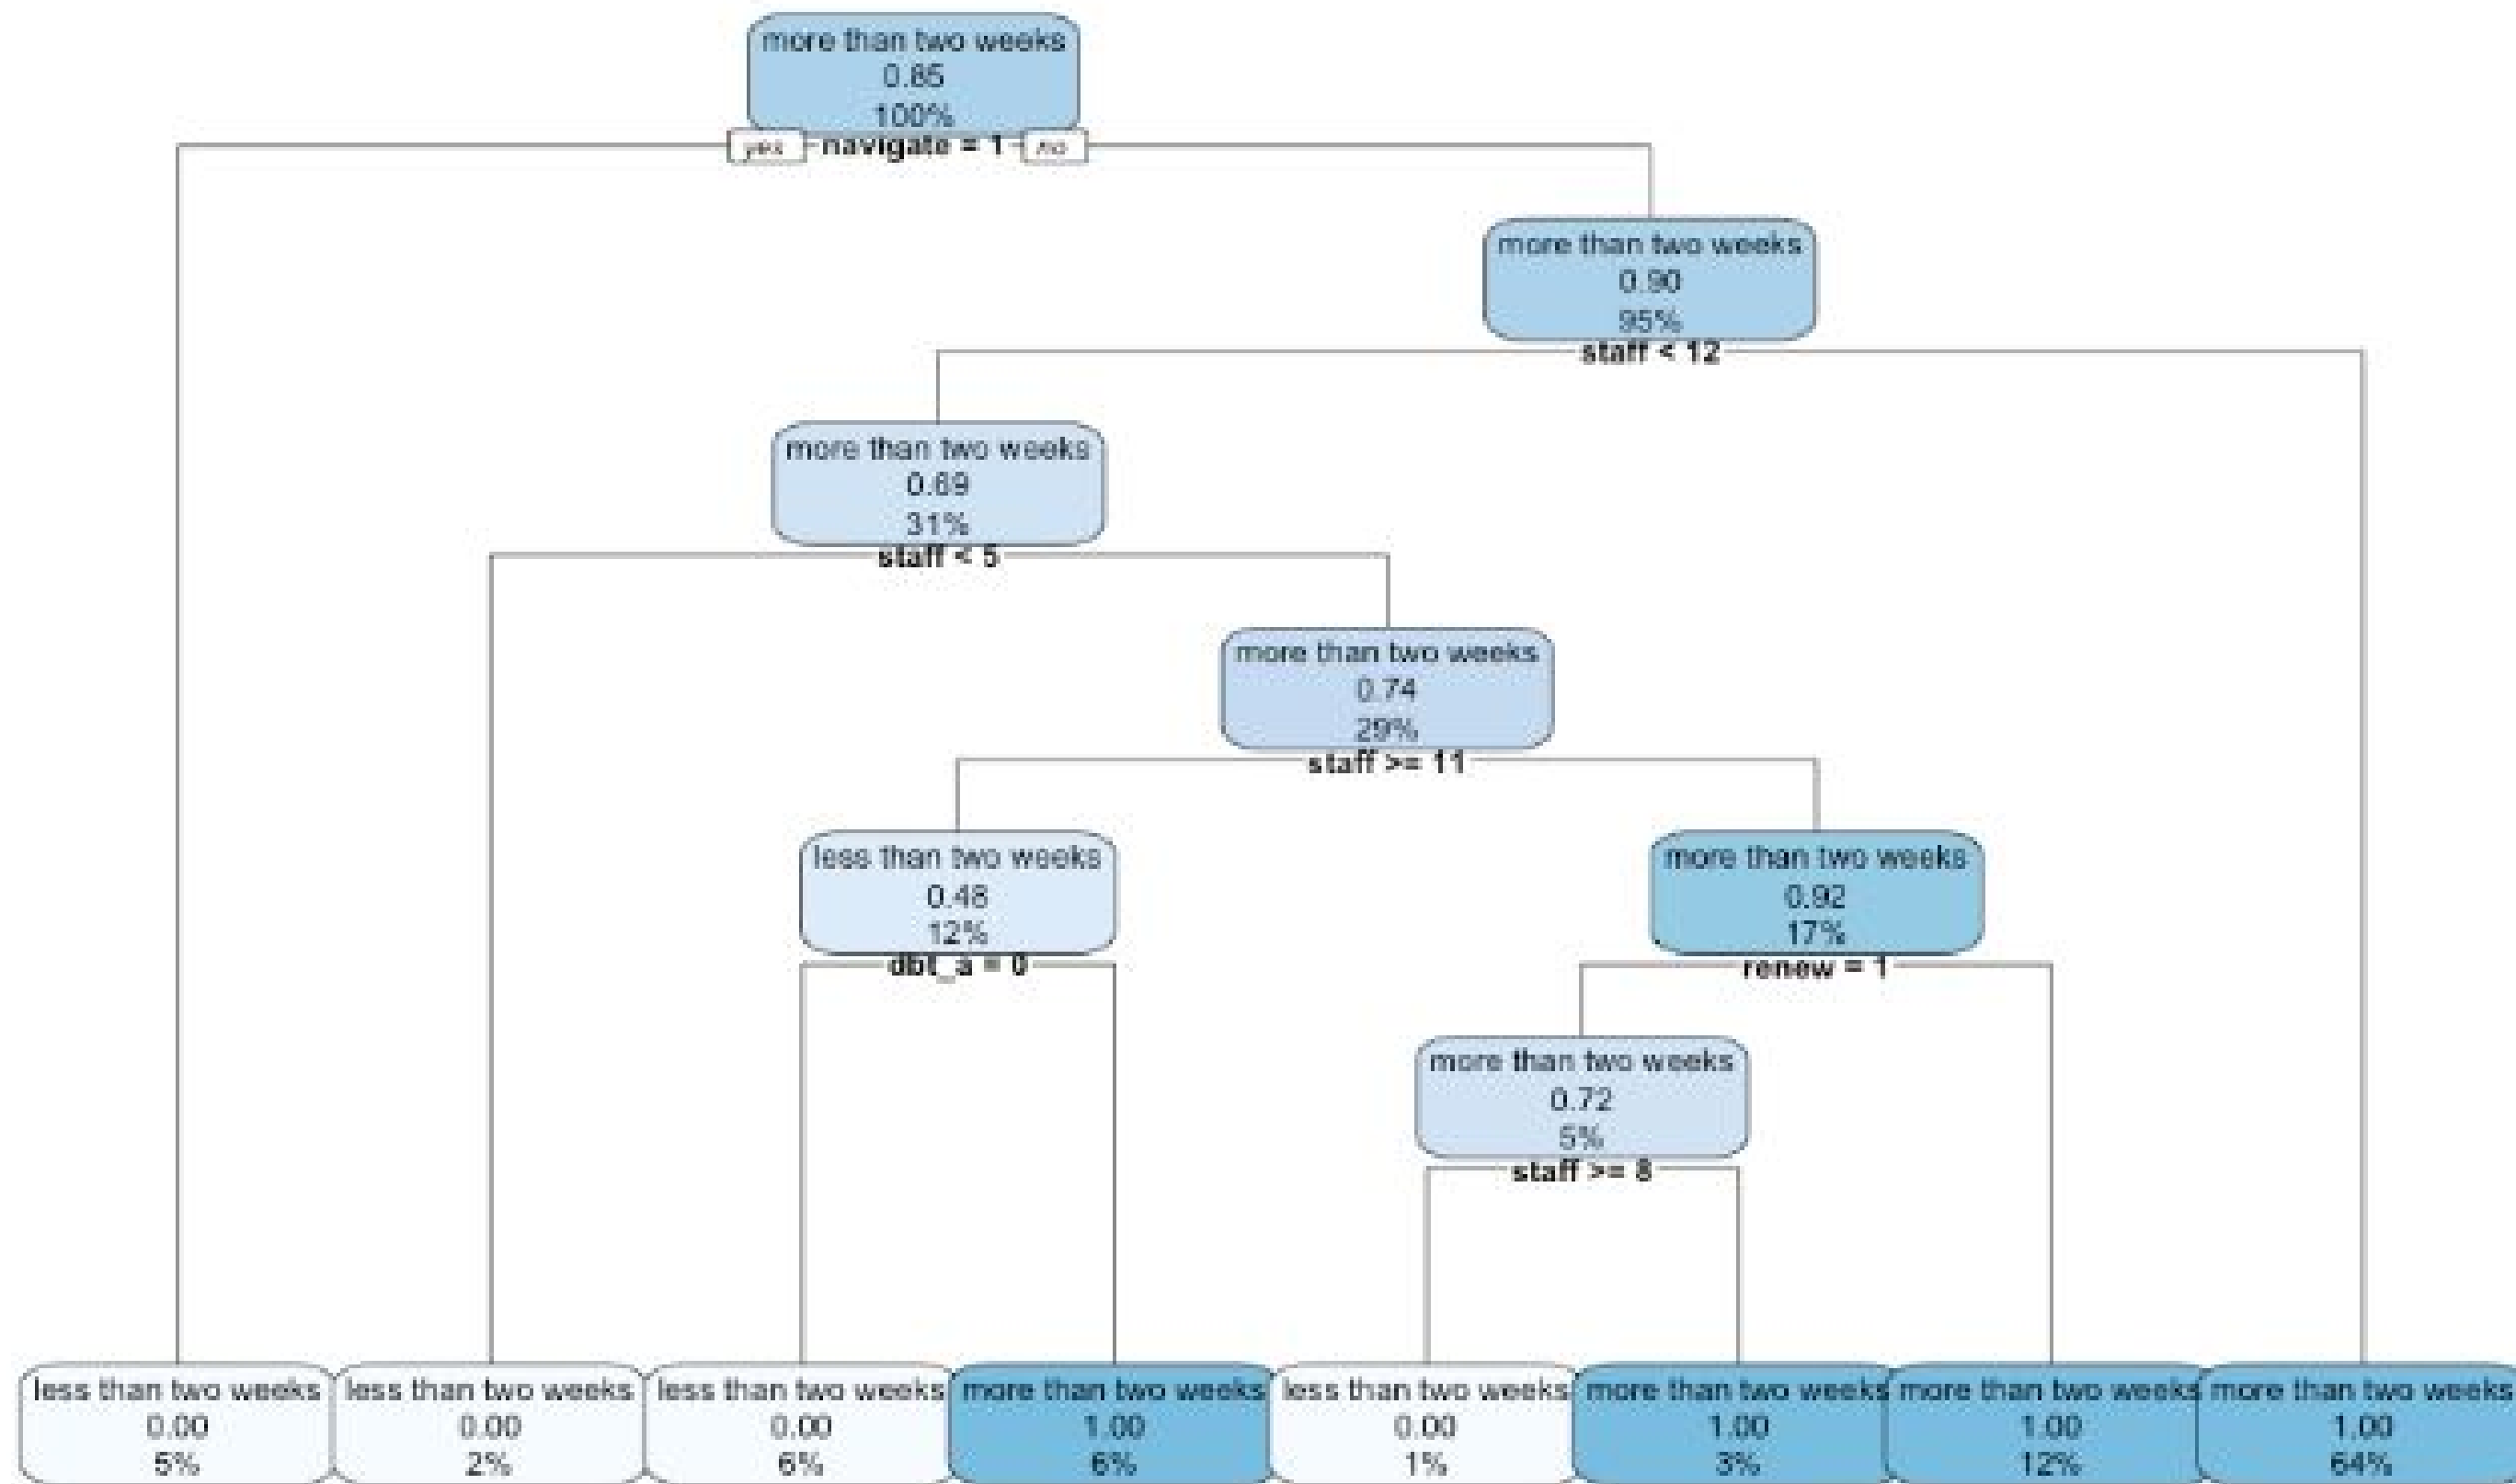 more than two weeks
0.85
100%
yes navigate = 1 no
more than two weeks
0.90
95%
staff < 12
more than two weeks
0.69
31%
staff < 5
more than two weeks
0.74
29%
staff >= 11
less than two weeks
0.48
12%
dbt_a = 0
more than two weeks
0.92
17%
renew = 1
more than two weeks
0.72
5%
staff >= 8
less than two weeks
0.00
5%
less than two weeks
0.00
2%
less than two weeks
0.00
6%
more than two weeks
1.00
6%
less than two weeks
0.00
1%
more than two weeks
1.00
3%
more than two weeks
1.00
12%
more than two weeks
1.00
64%